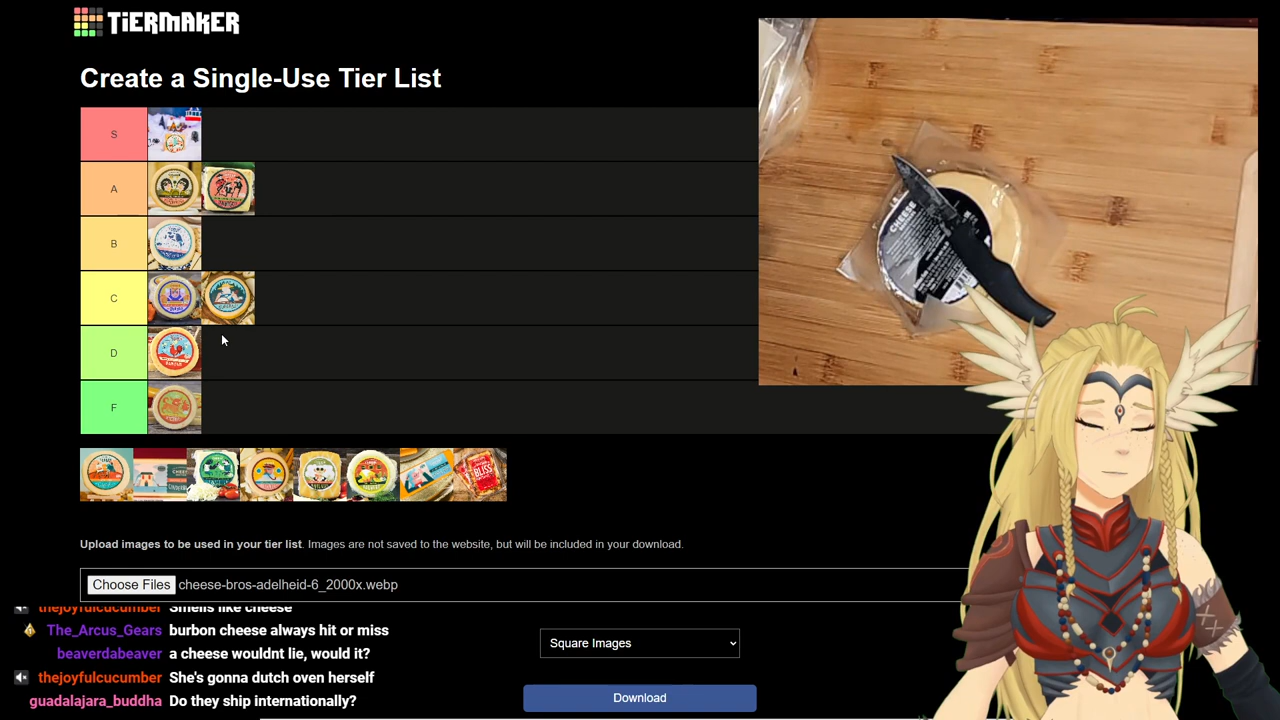 TIERMAKER
Create a Single-Use Tier List
S
A
B
C
D
F
CHEESE
BLISS
Upload images to be used in your tier list. Images are not saved to the website, but will be included in your download.
Choose Files cheese-bros-adelheid-6_2000x.webp
thejoyfulcucumber Smells like cheese
The_Arcus_Gears burbon cheese always hit or miss
beaverdabeaver a cheese wouldnt lie, would it?
thejoyfulcucumber She's gonna dutch oven herself
guadalajara_buddha Do they ship internationally?
Square Images
Download